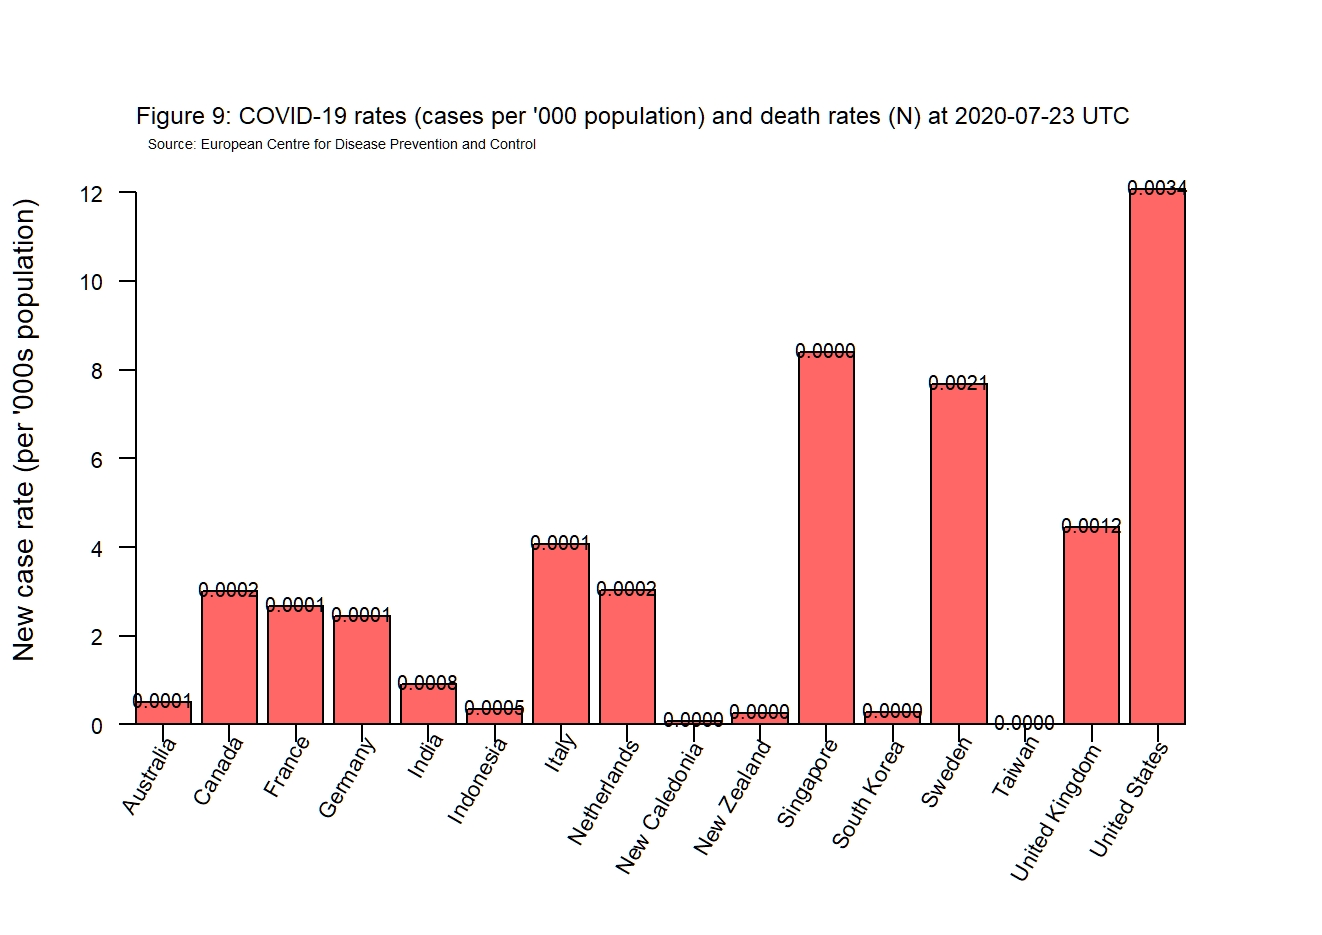 Figure 9: COVID-19 rates (cases per '000 population) and death rates (N) at 2020-07-23 UTC
Source: European Centre for Disease Prevention and Control
New case rate (per '000s population)
12
10
8
6
4
2
0
0.0001
0.0002
0.0001
0.0001
0.0008
0.0005
0.0001
0.0002
0.0000
0.0000
0.0000
0.0000
0.0021
0.0000
0.0012
0.0034
Australia
Canada
France
Germany
India
Indonesia
Italy
Netherlands
New Caledonia
New Zealand
Singapore
South Korea
Sweden
Taiwan
United Kingdom
United States